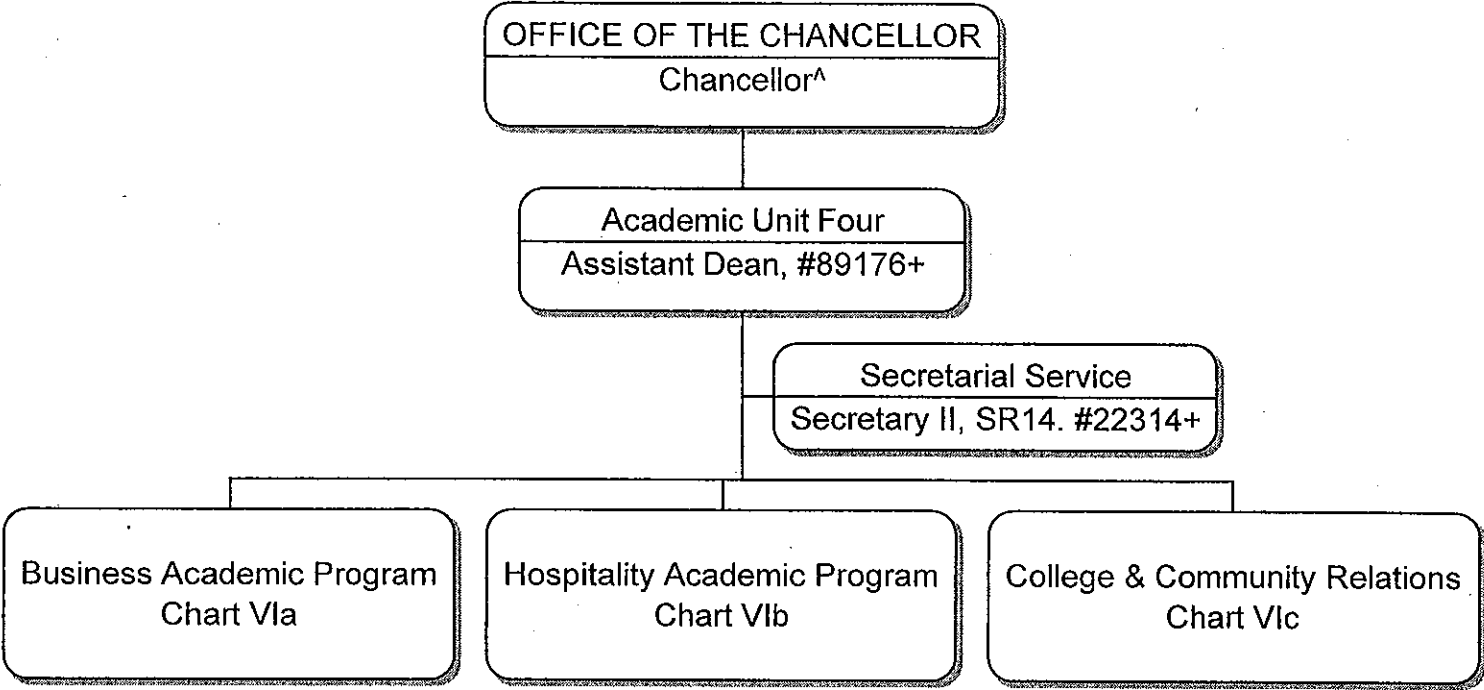 OFFICE OF THE CHANCELLOR
Chancellor^
Academic Unit Four
Assistant Dean, #89176+
Secretarial Service
Secretary II, SR14. #22314+
Business Academic Program
Chart VIa
Hospitality Academic Program
Chart VIb
College & Community Relations
Chart VIc